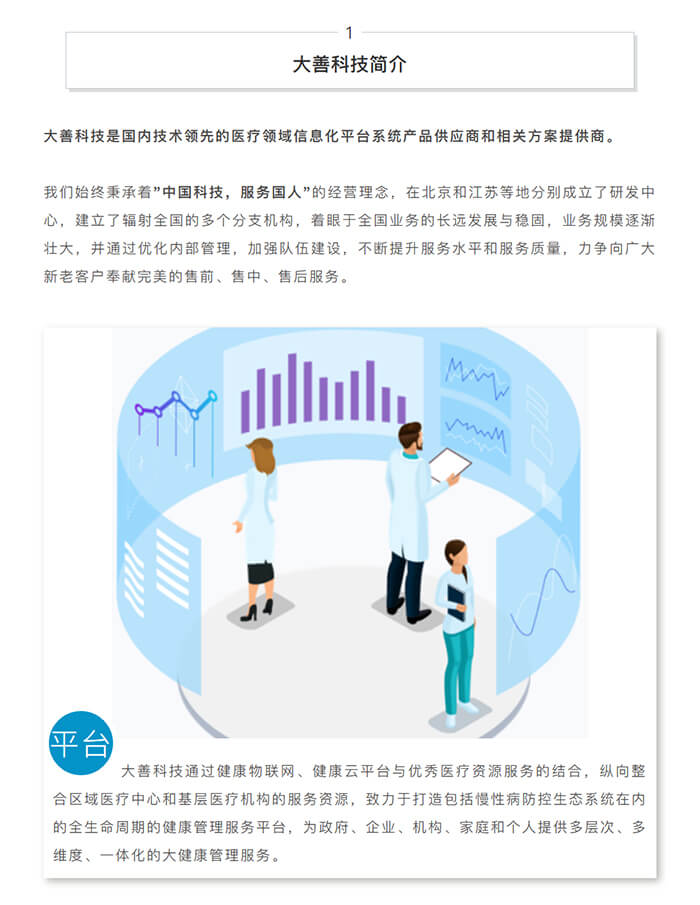 1
大善科技简介
大善科技是国内技术领先的医疗领域信息化平台系统产品供应商和相关方案提供商。
我们始终秉承着”中国科技，服务国人”的经营理念，在北京和江苏等地分别成立了研发中
心，建立了辐射全国的多个分支机构，着眼于全国业务的长远发展与稳固，业务规模逐渐
壮大，并通过优化内部管理，加强队伍建设，不断提升服务水平和服务质量，力争向广大
新老客户奉献完美的售前、售中、售后服务。
平台
大善科技通过健康物联网、健康云平台与优秀医疗资源服务的结合，纵向整
合区域医疗中心和基层医疗机构的服务资源，致力于打造包括慢性病防控生态系统在内
的全生命周期的健康管理服务平台，为政府、企业、机构、家庭和个人提供多层次、多
维度、一体化的大健康管理服务。